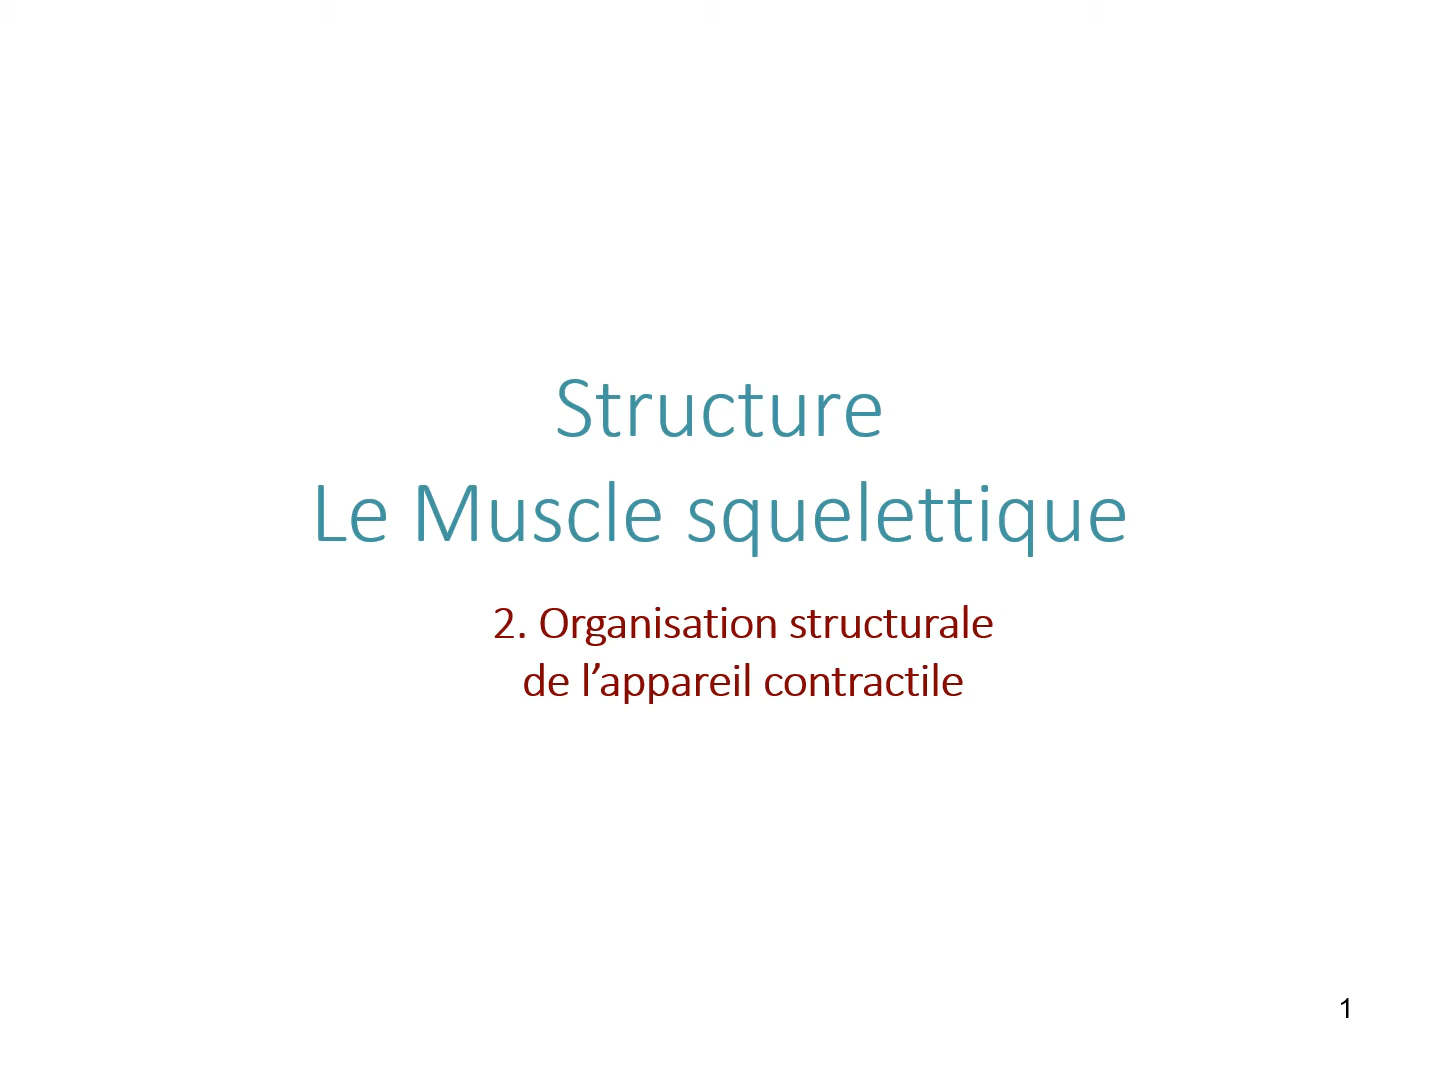 Structure
Le Muscle squelettique
2. Organisation structurale
de l’appareil contractile
1